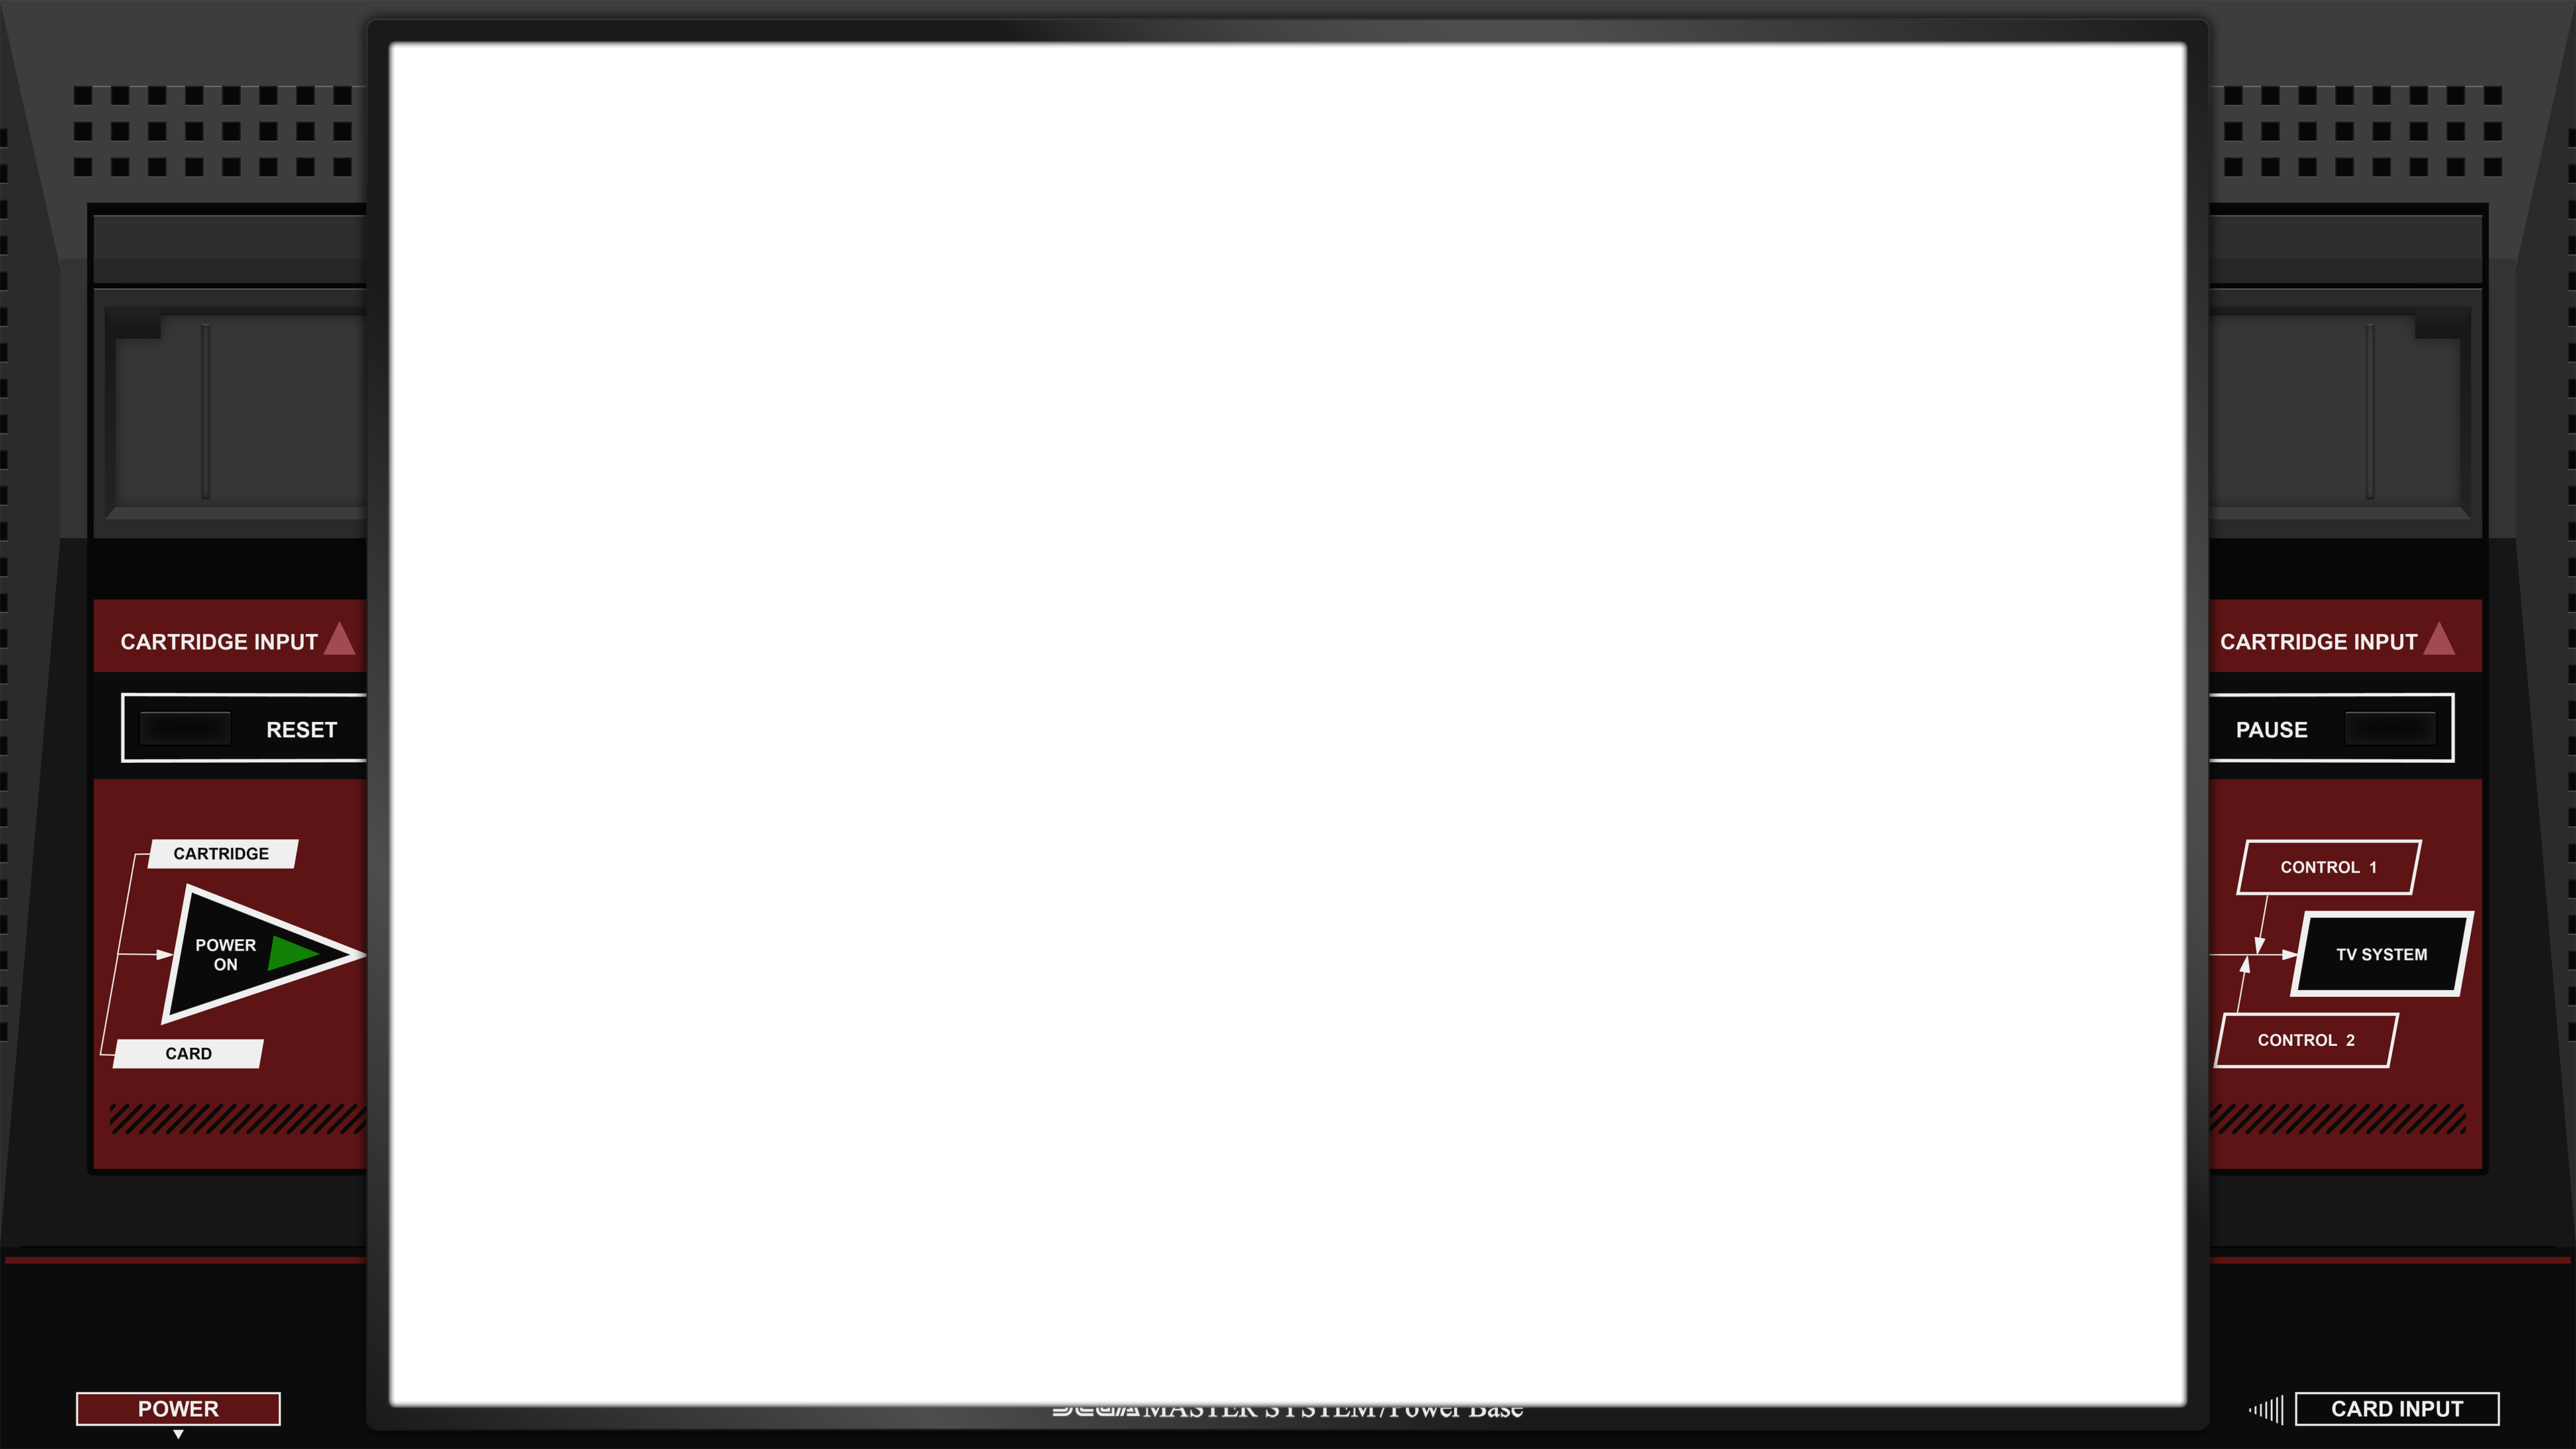 CARTRIDGE INPUT
RESET
CARTRIDGE
POWER
ON
CARD
POWER
SEGA MASTER SYSTEM/Power Base
CARTRIDGE INPUT
PAUSE
CONTROL 1
TV SYSTEM
CONTROL 2
CARD INPUT